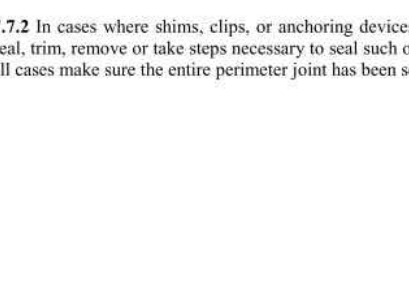 .7.2 In cases where shims, clips, or anchoring device
eal, trim, remove or take steps necessary to seal such
ll cases make sure the entire perimeter joint has been